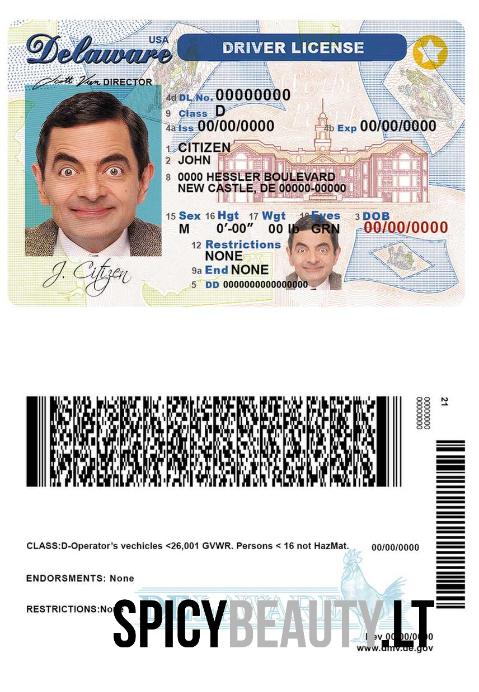 Delaware USA DRIVER LICENSE
DIRECTOR
4d DL No. 00000000
9 Class D
4a Iss 00/00/0000 4b Exp 00/00/0000
1 CITIZEN
2 JOHN
8 0000 HESSLER BOULEVARD
NEW CASTLE, DE 00000-00000
15 Sex 16 Hgt 17 Wgt 18 Eyes 3 DOB
M 0'-00" 00 lb GRN 00/00/0000
12 Restrictions
NONE
9a End NONE
5 DD 0000000000000000
J. Citizen
21
00000000
00000000
CLASS:D-Operator's vechicles <26,001 GVWR. Persons < 16 not HazMat. 00/00/0000
ENDORSMENTS: None
RESTRICTIONS:None
DELAWARE
SPICYBEAUTY.LT
Rev 00/00/0000
www.dmv.de.gov